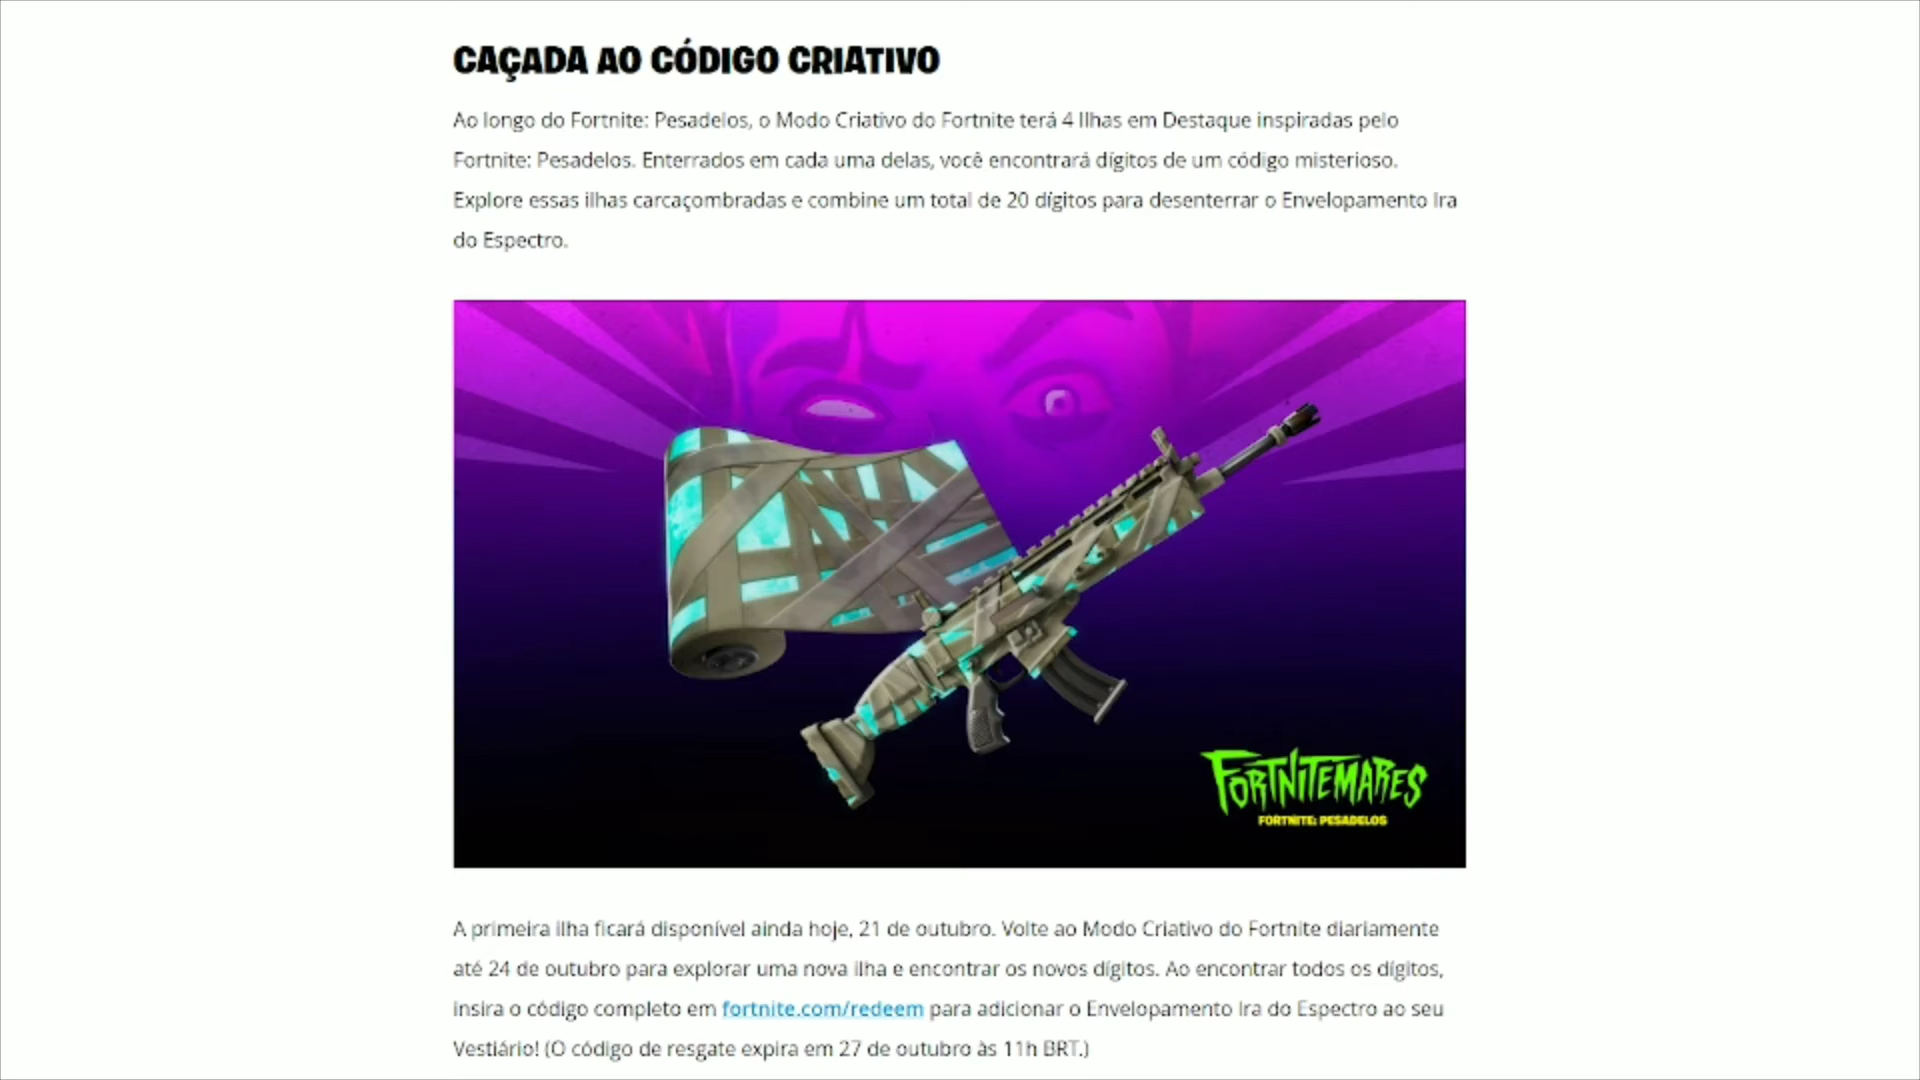 CAÇADA AO CÓDIGO CRIATIVO
Ao longo do Fortnite: Pesadelos, o Modo Criativo do Fortnite terá 4 Ilhas em Destaque inspiradas pelo
Fortnite: Pesadelos. Enterrados em cada uma delas, você encontrará dígitos de um código misterioso.
Explore essas ilhas carcaçombradas e combine um total de 20 dígitos para desenterrar o Envelopamento Ira
do Espectro.
FORTNITEMARES
FORTNITE: PESADELOS
A primeira ilha ficará disponível ainda hoje, 21 de outubro. Volte ao Modo Criativo do Fortnite diariamente
até 24 de outubro para explorar uma nova ilha e encontrar os novos dígitos. Ao encontrar todos os dígitos,
insira o código completo em fortnite.com/redeem para adicionar o Envelopamento Ira do Espectro ao seu
Vestiário! (O código de resgate expira em 27 de outubro às 11h BRT.)